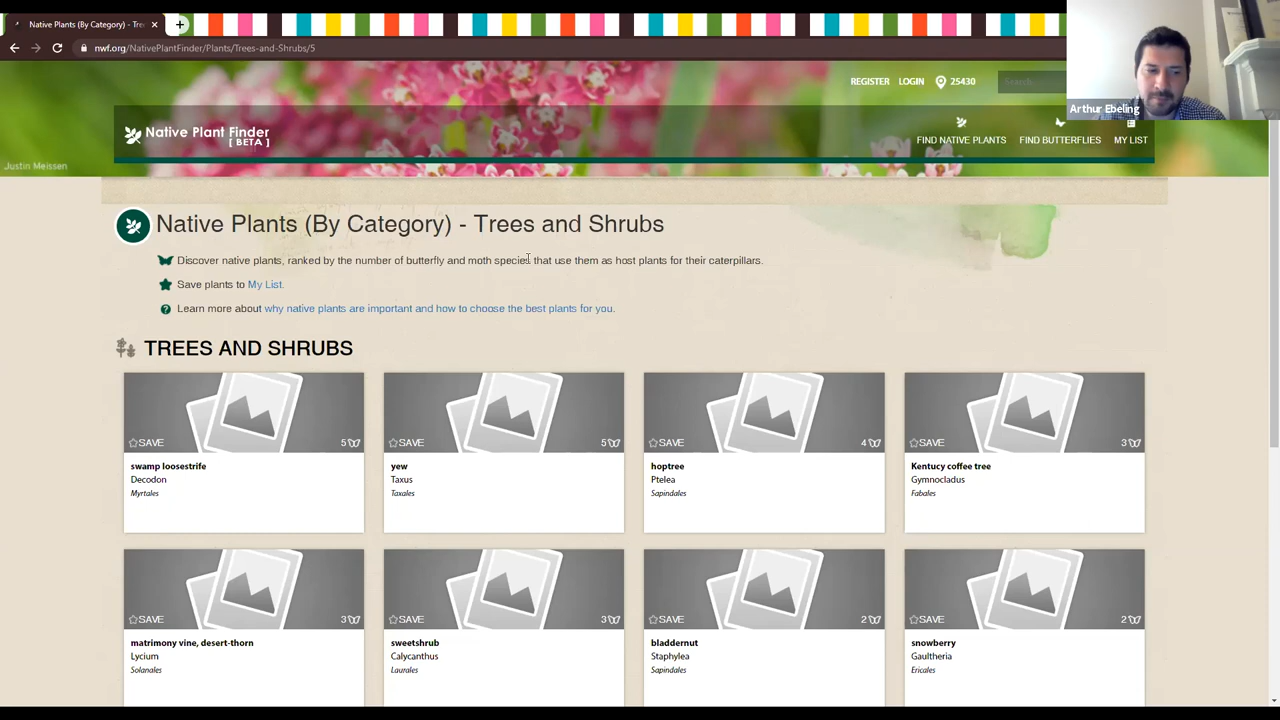 Native Plants (By Category) - Tre
nwf.org/NativePlantFinder/Plants/Trees-and-Shrubs/5
REGISTER LOGIN 25430 Search
Arthur Ebeling
Native Plant Finder
[ BETA ]
FIND NATIVE PLANTS FIND BUTTERFLIES MY LIST
Justin Meissen
Native Plants (By Category) - Trees and Shrubs
Discover native plants, ranked by the number of butterfly and moth species that use them as host plants for their caterpillars.
Save plants to My List.
Learn more about why native plants are important and how to choose the best plants for you.
TREES AND SHRUBS
SAVE 5 SAVE 5 SAVE 4 SAVE 3
swamp loosestrife yew hoptree Kentucy coffee tree
Decodon Taxus Ptelea Gymnocladus
Myrtales Taxales Sapindales Fabales
SAVE 3 SAVE 3 SAVE 2 SAVE 2
matrimony vine, desert-thorn sweetshrub bladdernut snowberry
Lycium Calycanthus Staphylea Gaultheria
Solanales Laurales Sapindales Ericales